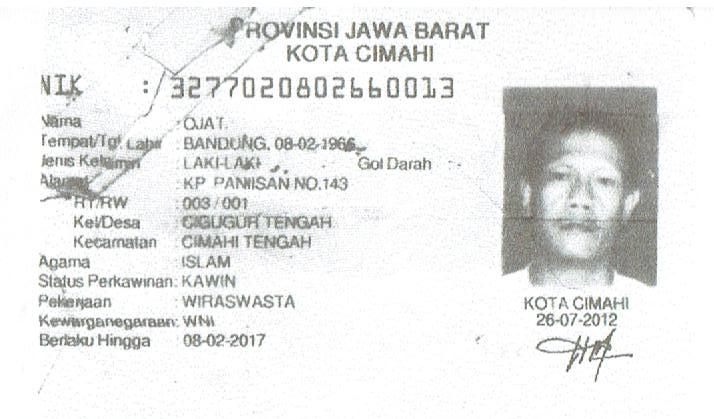 PROVINSI JAWA BARAT
KOTA CIMAHI
NIK : 3277020802660013
Nama : OJAT.
Tempat/Tgl Lahir : BANDUNG, 08-02-1966
Jenis Kelamin : LAKI-LAKI Gol Darah :
Alamat : KP PANIISAN NO.143
RT/RW : 003 / 001
Kel/Desa : CIGUGUR TENGAH
Kecamatan : CIMAHI TENGAH
Agama : ISLAM
Status Perkawinan: KAWIN
Pekerjaan : WIRASWASTA
Kewarganegaraan: WNI
Berlaku Hingga : 08-02-2017
KOTA CIMAHI
26-07-2012